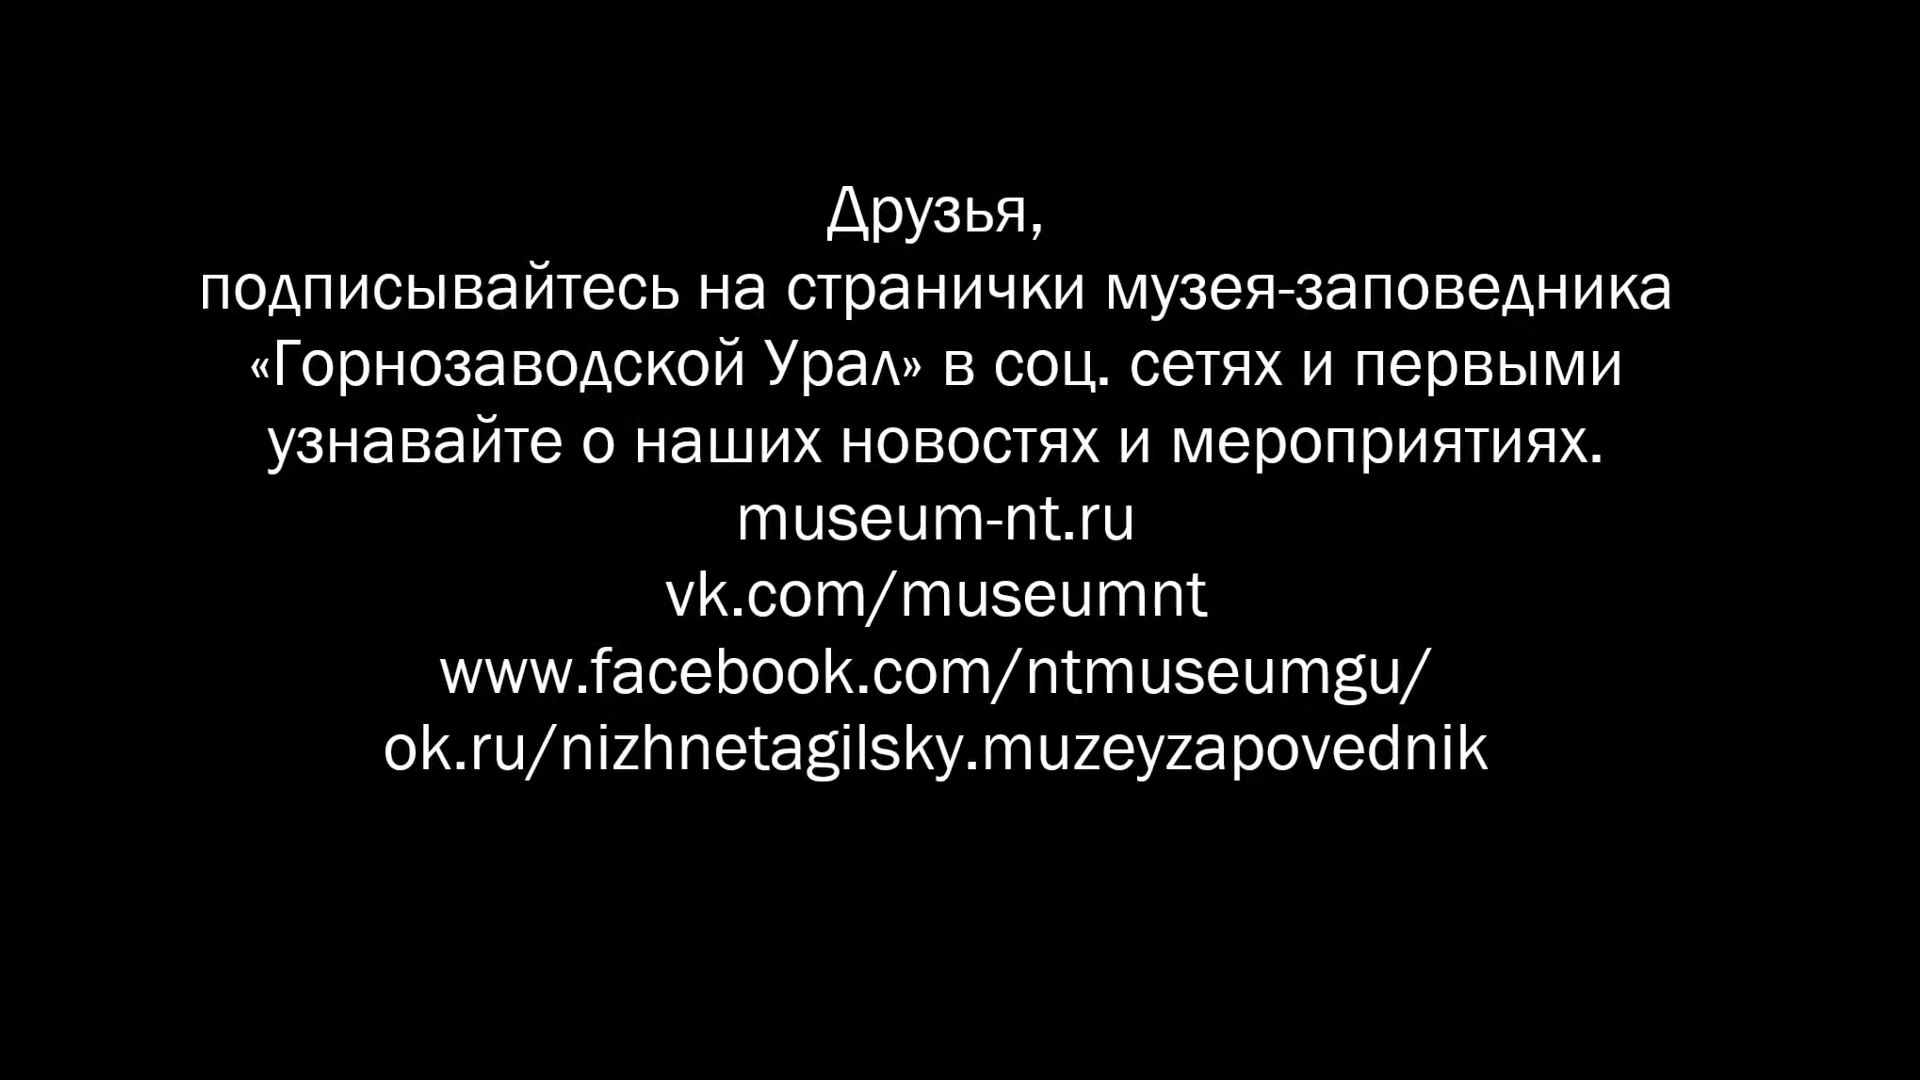 Друзья,
подписывайтесь на странички музея-заповедника
«Горнозаводской Урал» в соц. сетях и первыми
узнавайте о наших новостях и мероприятиях.
museum-nt.ru
vk.com/museumnt
www.facebook.com/ntmuseumgu/
ok.ru/nizhnetagilsky.muzeyzapovednik